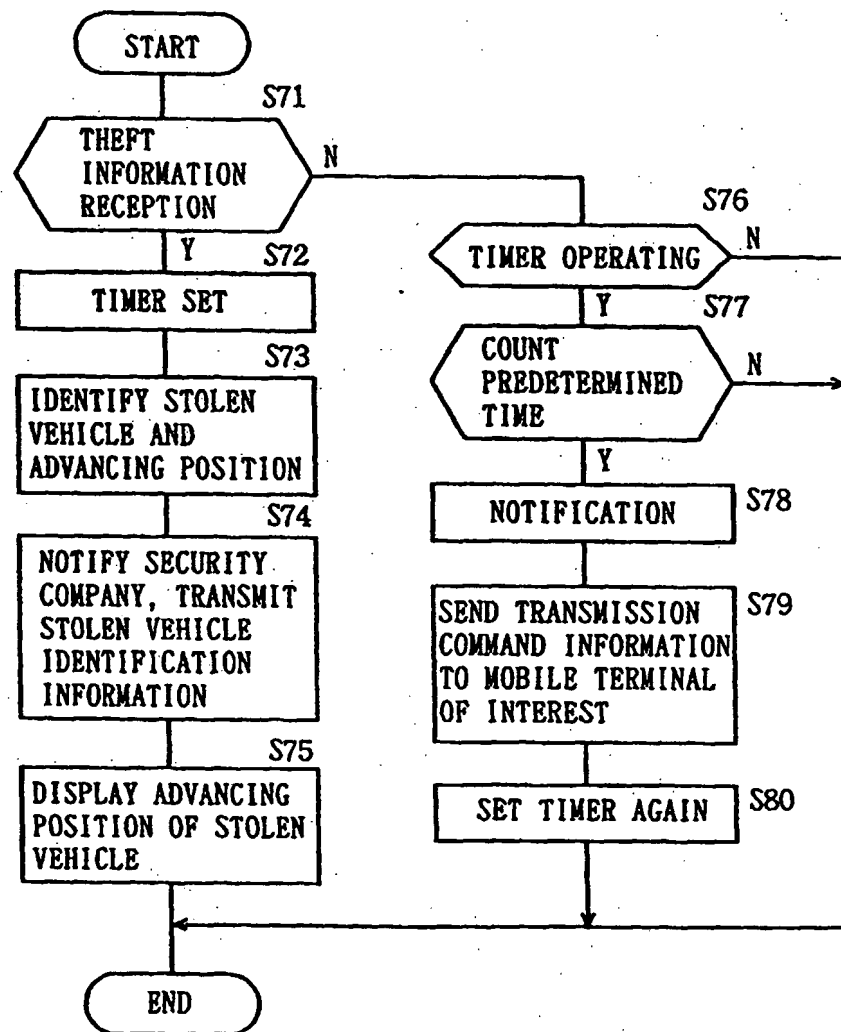 START
S71
THEFT
INFORMATION
RECEPTION
N
Y
S72
TIMER SET
S73
IDENTIFY STOLEN
VEHICLE AND
ADVANCING POSITION
S74
NOTIFY SECURITY
COMPANY, TRANSMIT
STOLEN VEHICLE
IDENTIFICATION
INFORMATION
S75
DISPLAY ADVANCING
POSITION OF STOLEN
VEHICLE
END
S76
TIMER OPERATING
N
Y
S77
COUNT
PREDETERMINED
TIME
N
Y
NOTIFICATION
S78
SEND TRANSMISSION
COMMAND INFORMATION
TO MOBILE TERMINAL
OF INTEREST
S79
SET TIMER AGAIN
S80